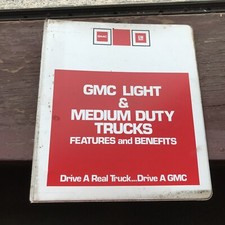 GMC LIGHT
&
MEDIUM DUTY
TRUCKS
FEATURES and BENEFITS
Drive A Real Truck...Drive A GMC